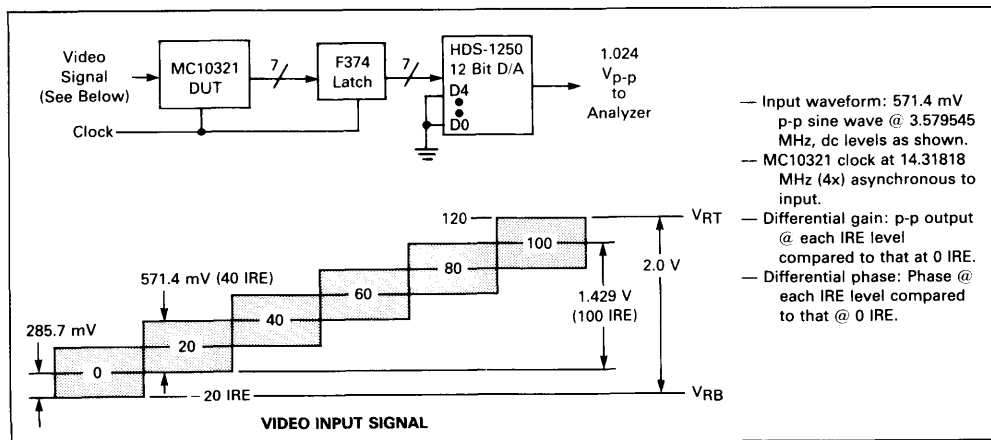 Video
Signal
(See Below)
MC10321
DUT
7
F374
Latch
7
HDS-1250
12 Bit D/A
D4
D0
1.024
Vp-p
to
Analyzer
Clock
— Input waveform: 571.4 mV
p-p sine wave @ 3.579545
MHz, dc levels as shown.
— MC10321 clock at 14.31818
MHz (4x) asynchronous to
input.
— Differential gain: p-p output
@ each IRE level
compared to that at 0 IRE.
— Differential phase: Phase @
each IRE level compared
to that @ 0 IRE.
120
VRT
100
2.0 V
80
571.4 mV (40 IRE)
60
1.429 V
(100 IRE)
285.7 mV
40
20
0
−20 IRE
VRB
VIDEO INPUT SIGNAL